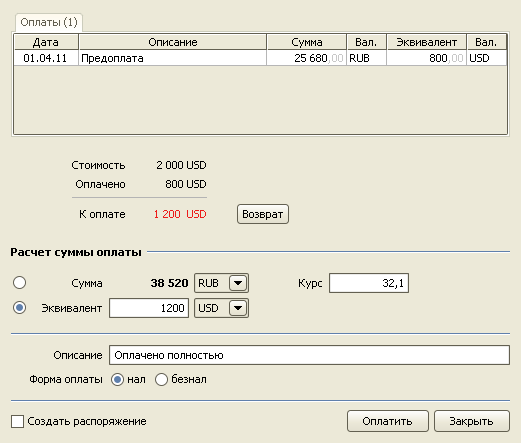 Оплаты (1)
Дата Описание Сумма Вал. Эквивалент Вал.
01.04.11 Предоплата 25 680,00 RUB 800,00 USD
Стоимость 2 000 USD
Оплачено 800 USD
К оплате 1 200 USD Возврат
Расчет суммы оплаты
Сумма 38 520 RUB Курс 32,1
Эквивалент 1200 USD
Описание Оплачено полностью
Форма оплаты нал безнал
Создать распоряжение Оплатить Закрыть